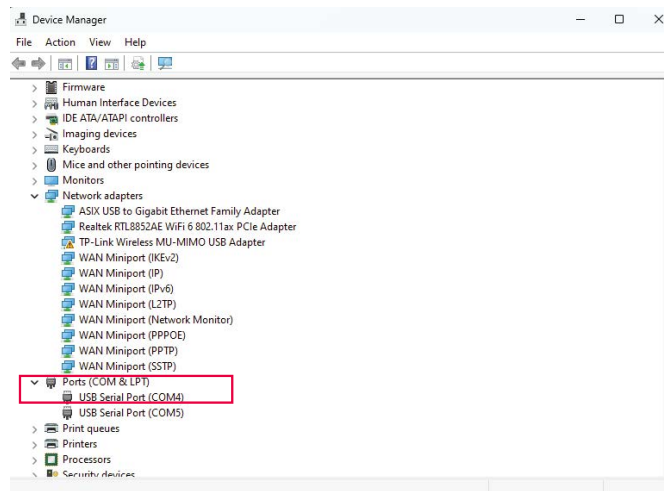 Device Manager
File Action View Help
Firmware
Human Interface Devices
IDE ATA/ATAPI controllers
Imaging devices
Keyboards
Mice and other pointing devices
Monitors
Network adapters
ASIX USB to Gigabit Ethernet Family Adapter
Realtek RTL8852AE WiFi 6 802.11ax PCIe Adapter
TP-Link Wireless MU-MIMO USB Adapter
WAN Miniport (IKEv2)
WAN Miniport (IP)
WAN Miniport (IPv6)
WAN Miniport (L2TP)
WAN Miniport (Network Monitor)
WAN Miniport (PPPOE)
WAN Miniport (PPTP)
WAN Miniport (SSTP)
Ports (COM & LPT)
USB Serial Port (COM4)
USB Serial Port (COM5)
Print queues
Printers
Processors
Security devices